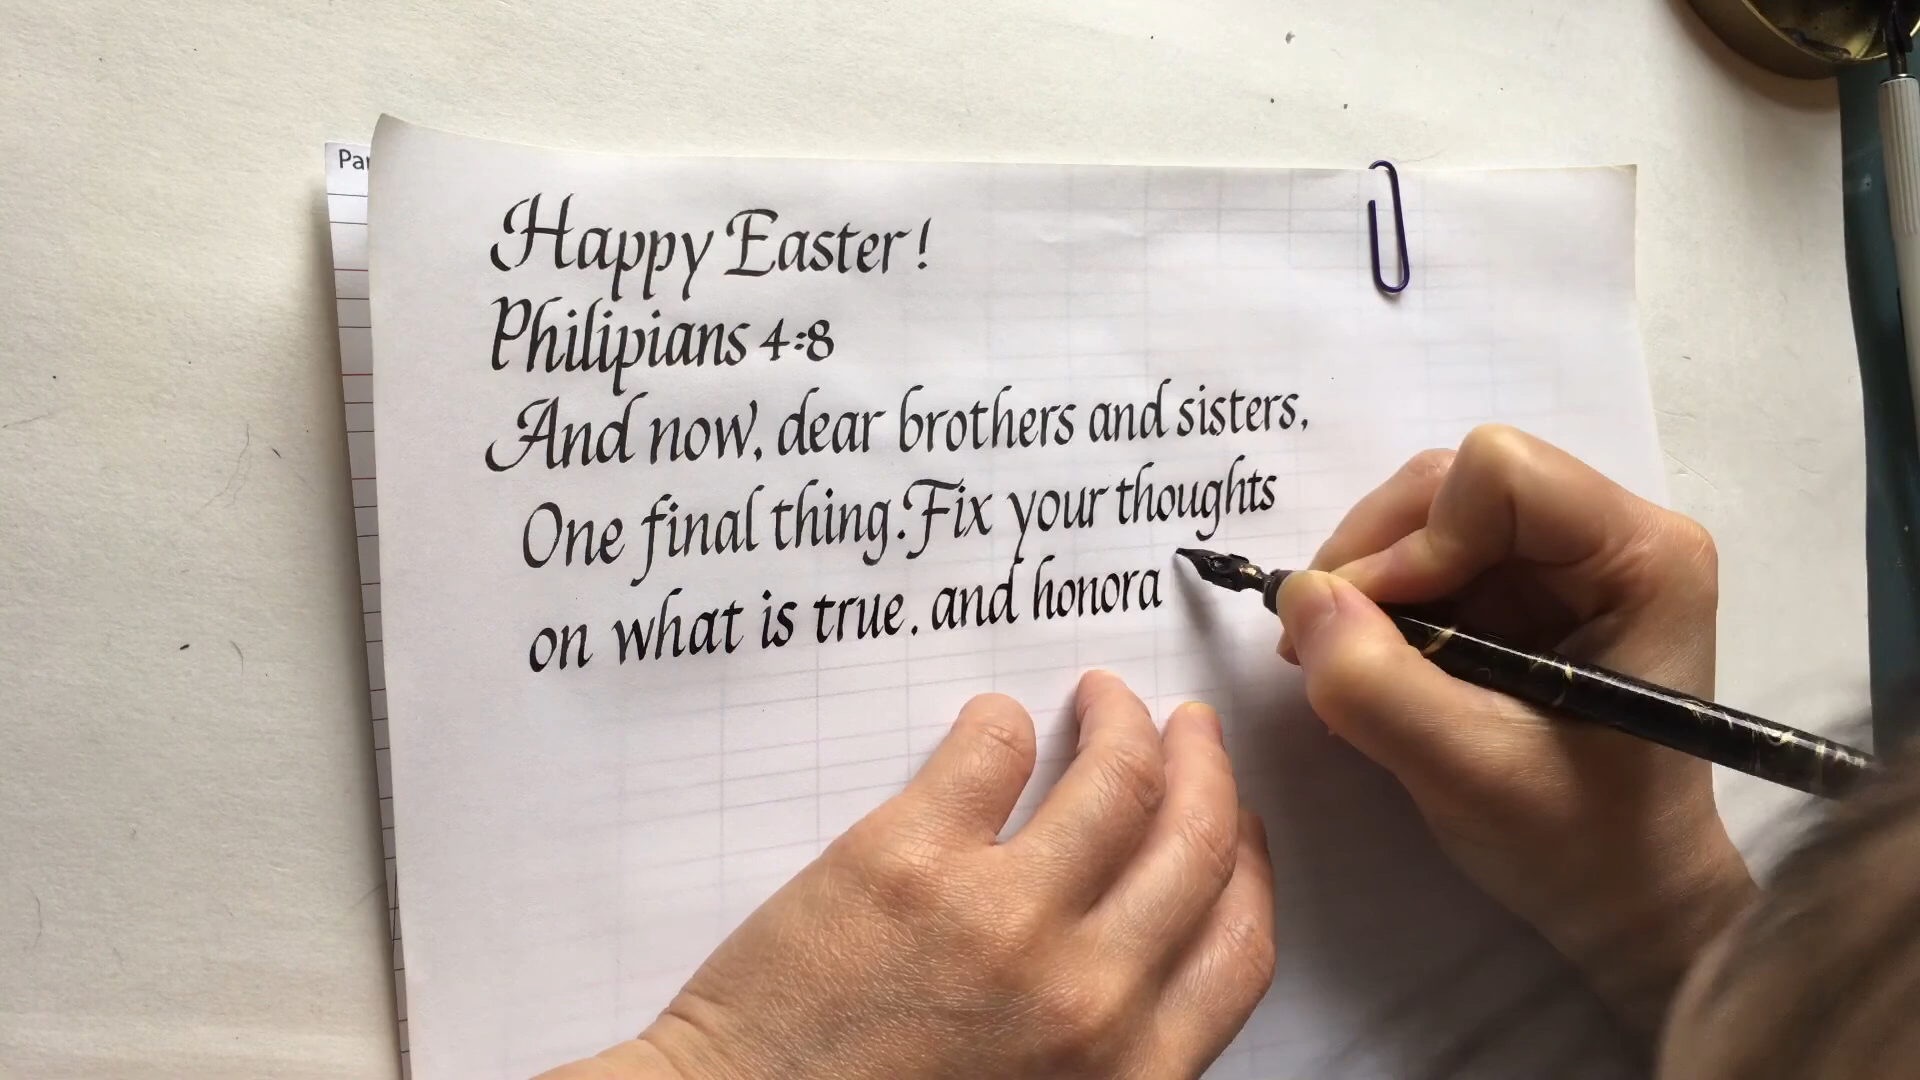 Par
Happy Easter!
Philipians 4:8
And now, dear brothers and sisters,
One final thing. Fix your thoughts
on what is true, and honora